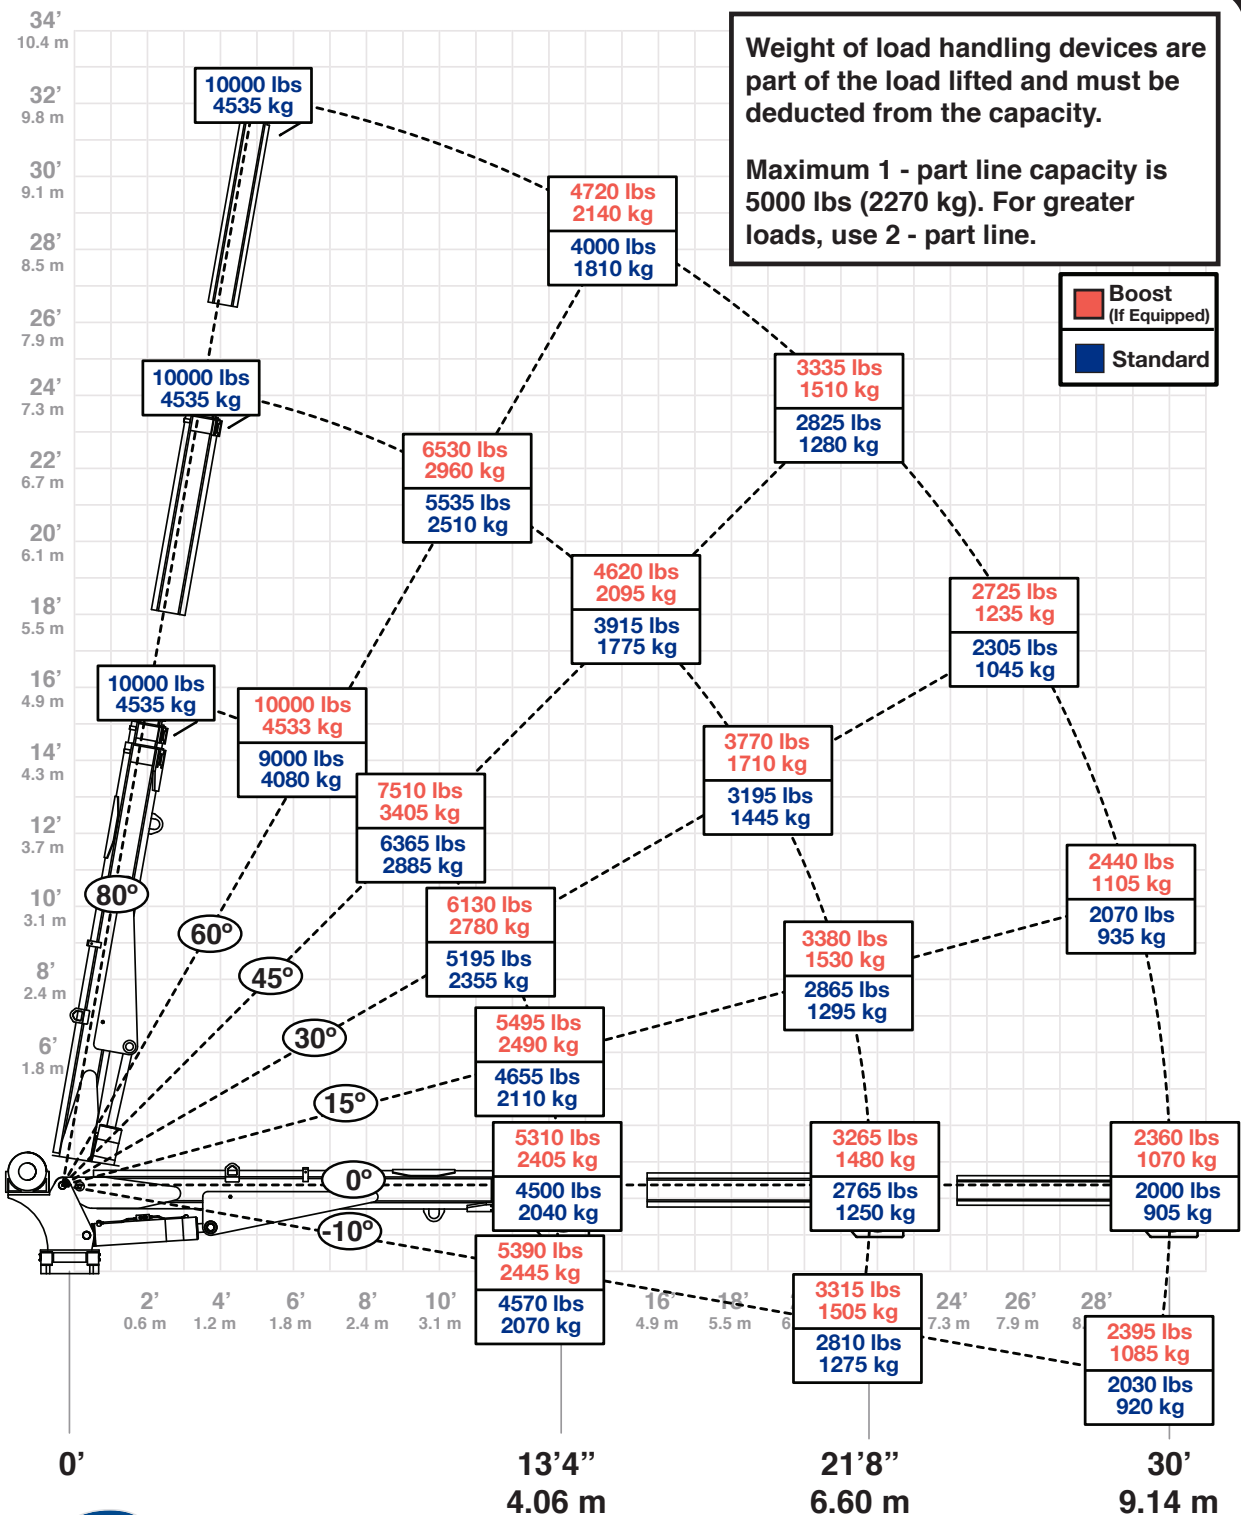 34'
10.4 m
32'
9.8 m
30'
9.1 m
28'
8.5 m
26'
7.9 m
24'
7.3 m
22'
6.7 m
20'
6.1 m
18'
5.5 m
16'
4.9 m
14'
4.3 m
12'
3.7 m
10'
3.1 m
8'
2.4 m
6'
1.8 m
Weight of load handling devices are
part of the load lifted and must be
deducted from the capacity.
Maximum 1 - part line capacity is
5000 lbs (2270 kg). For greater
loads, use 2 - part line.
Boost
(If Equipped)
Standard
10000 lbs
4535 kg
4720 lbs
2140 kg
4000 lbs
1810 kg
3335 lbs
1510 kg
2825 lbs
1280 kg
10000 lbs
4535 kg
6530 lbs
2960 kg
5535 lbs
2510 kg
4620 lbs
2095 kg
3915 lbs
1775 kg
2725 lbs
1235 kg
2305 lbs
1045 kg
10000 lbs
4535 kg
10000 lbs
4533 kg
9000 lbs
4080 kg
7510 lbs
3405 kg
6365 lbs
2885 kg
3770 lbs
1710 kg
3195 lbs
1445 kg
2440 lbs
1105 kg
2070 lbs
935 kg
6130 lbs
2780 kg
5195 lbs
2355 kg
3380 lbs
1530 kg
2865 lbs
1295 kg
5495 lbs
2490 kg
4655 lbs
2110 kg
5310 lbs
2405 kg
4500 lbs
2040 kg
3265 lbs
1480 kg
2765 lbs
1250 kg
2360 lbs
1070 kg
2000 lbs
905 kg
5390 lbs
2445 kg
4570 lbs
2070 kg
3315 lbs
1505 kg
2810 lbs
1275 kg
2395 lbs
1085 kg
2030 lbs
920 kg
80º
60º
45º
30º
15º
0º
-10º
2' 4' 6' 8' 10' 16' 18' 24' 26' 28'
0.6 m 1.2 m 1.8 m 2.4 m 3.1 m 4.9 m 5.5 m 7.3 m 7.9 m
0' 13'4” 21'8” 30'
4.06 m 6.60 m 9.14 m